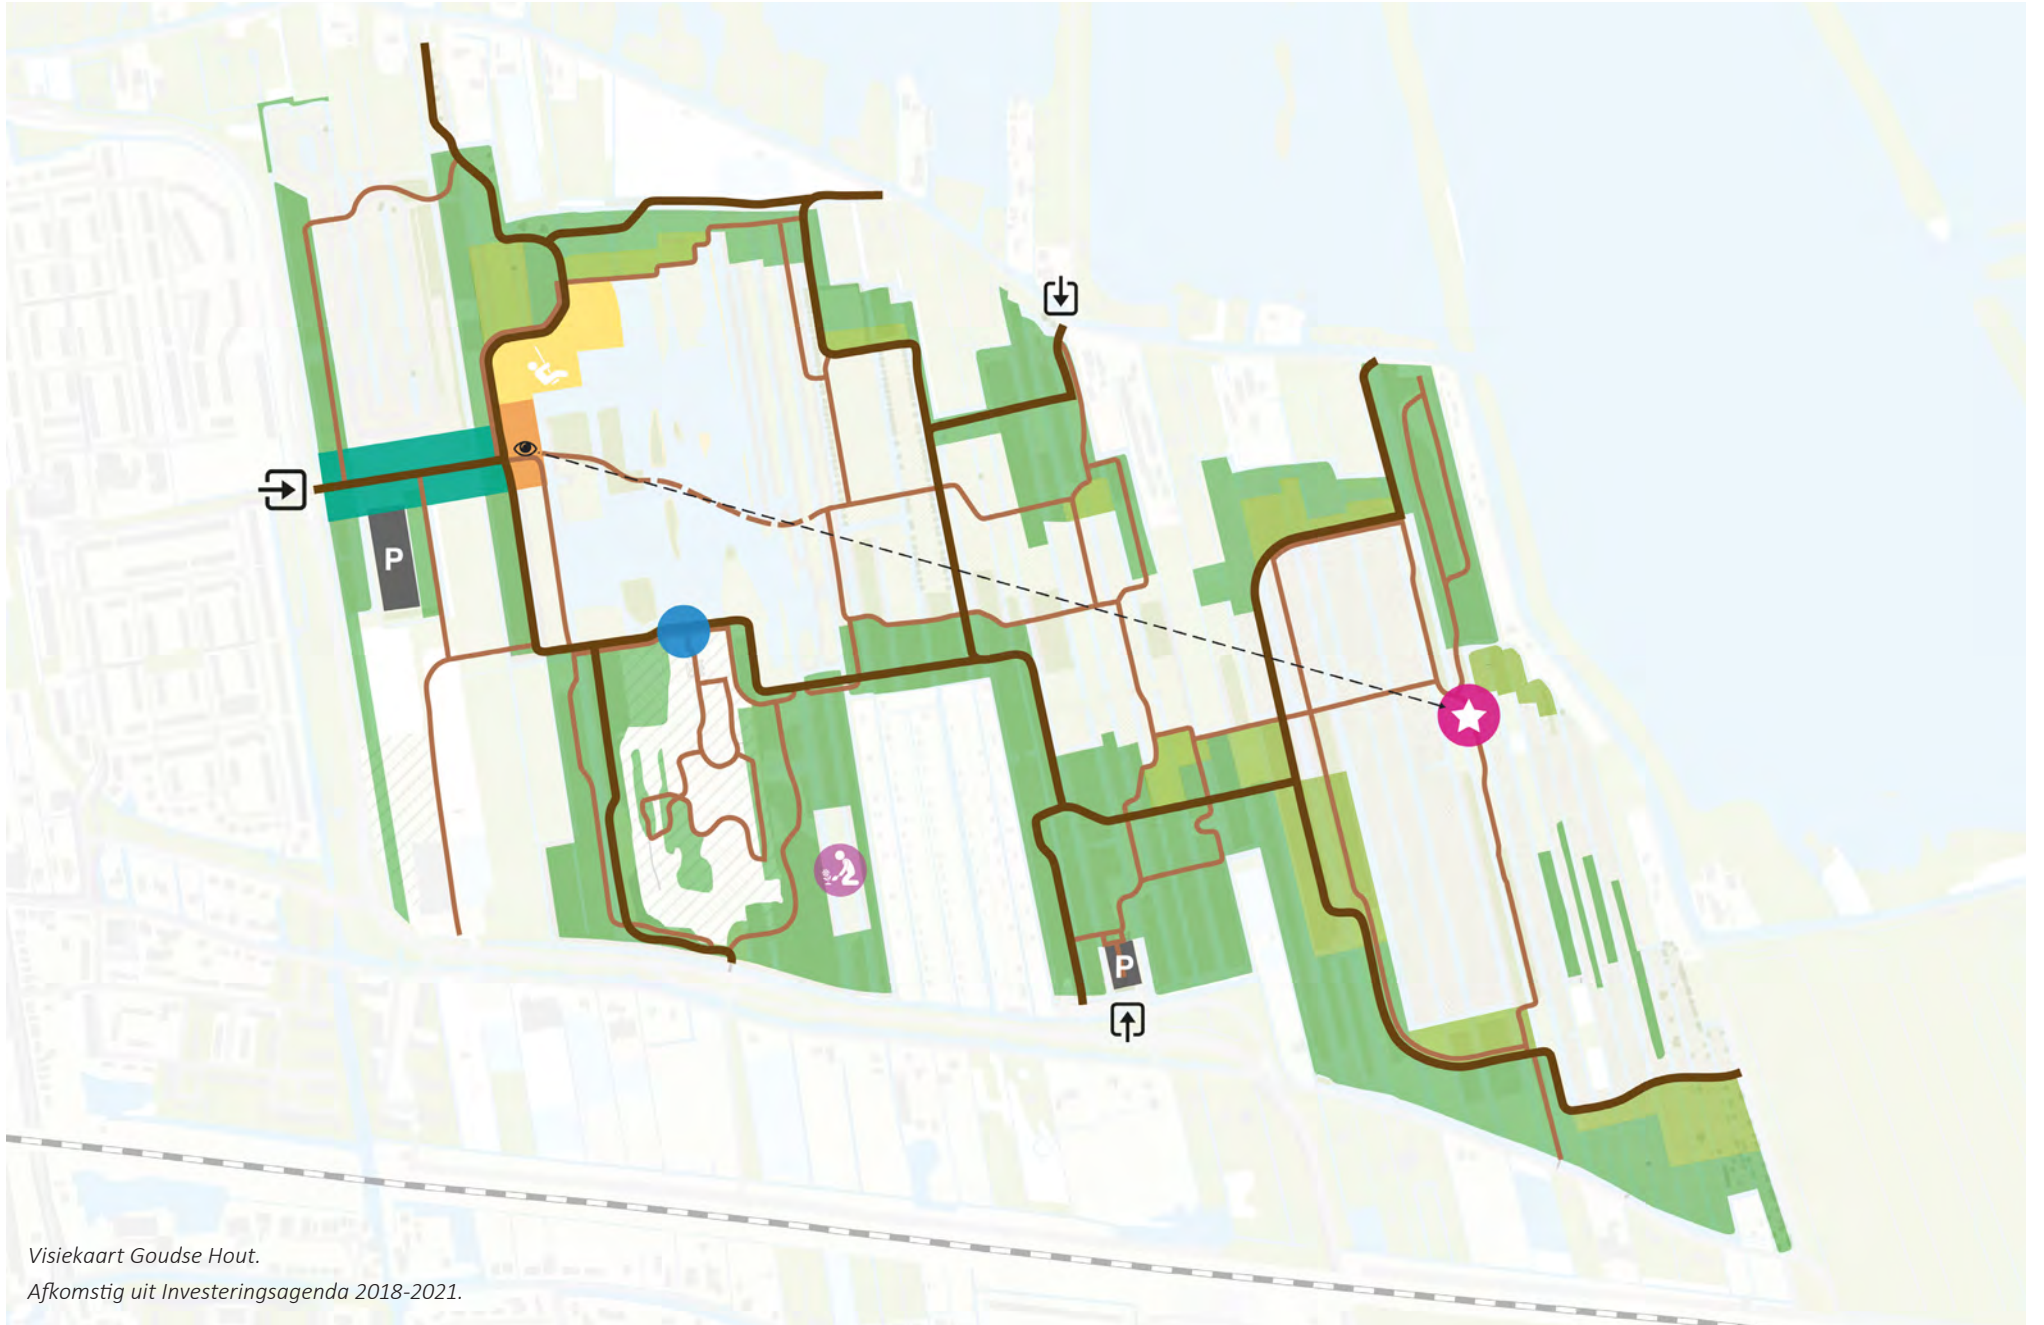 P
P
Visiekaart Goudse Hout.
Afkomstig uit Investeringsagenda 2018-2021.